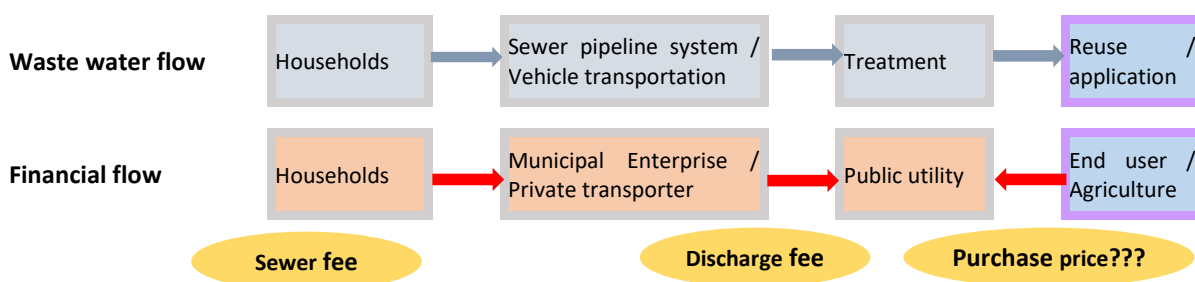 Waste water flow
Households
Sewer pipeline system /
Vehicle transportation
Treatment
Reuse /
application
Financial flow
Households
Municipal Enterprise /
Private transporter
Public utility
End user /
Agriculture
Sewer fee
Discharge fee
Purchase price???